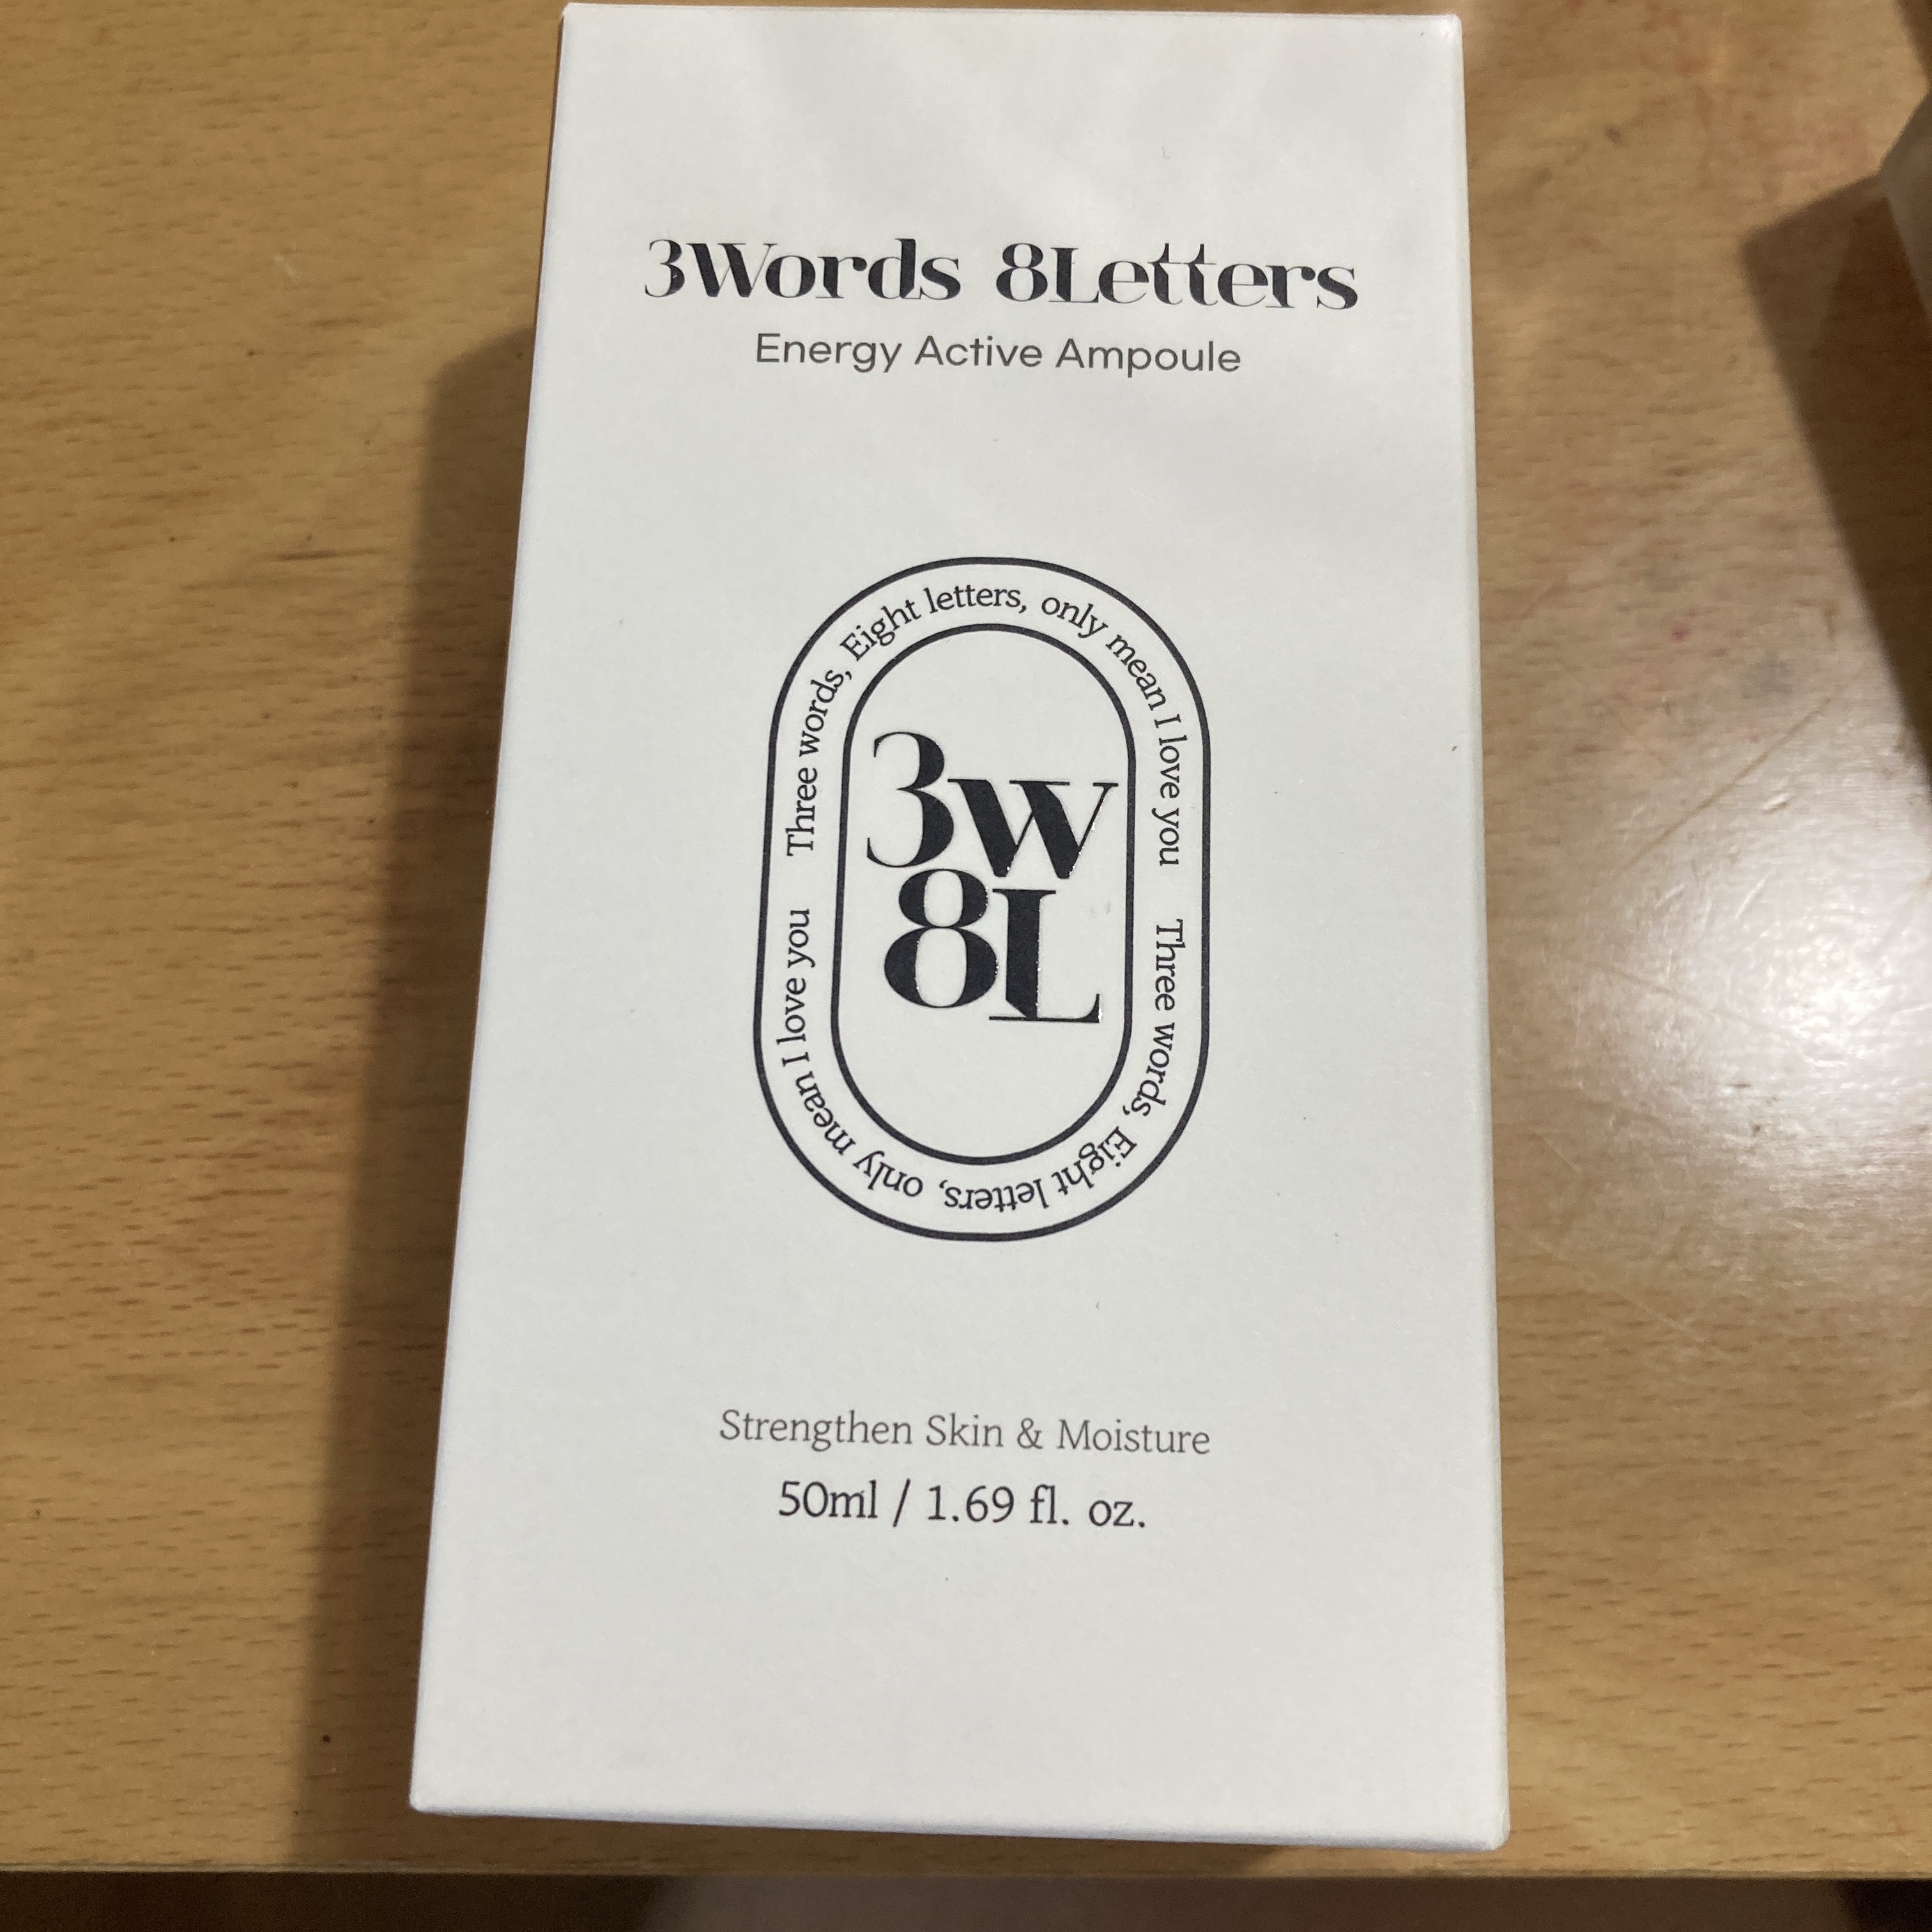 3Words 8Letters
Energy Active Ampoule
Three words, Eight letters, only mean I love you
Three words, Eight letters, only mean I love you
3W
8L
Strengthen Skin & Moisture
50ml / 1.69 fl. oz.